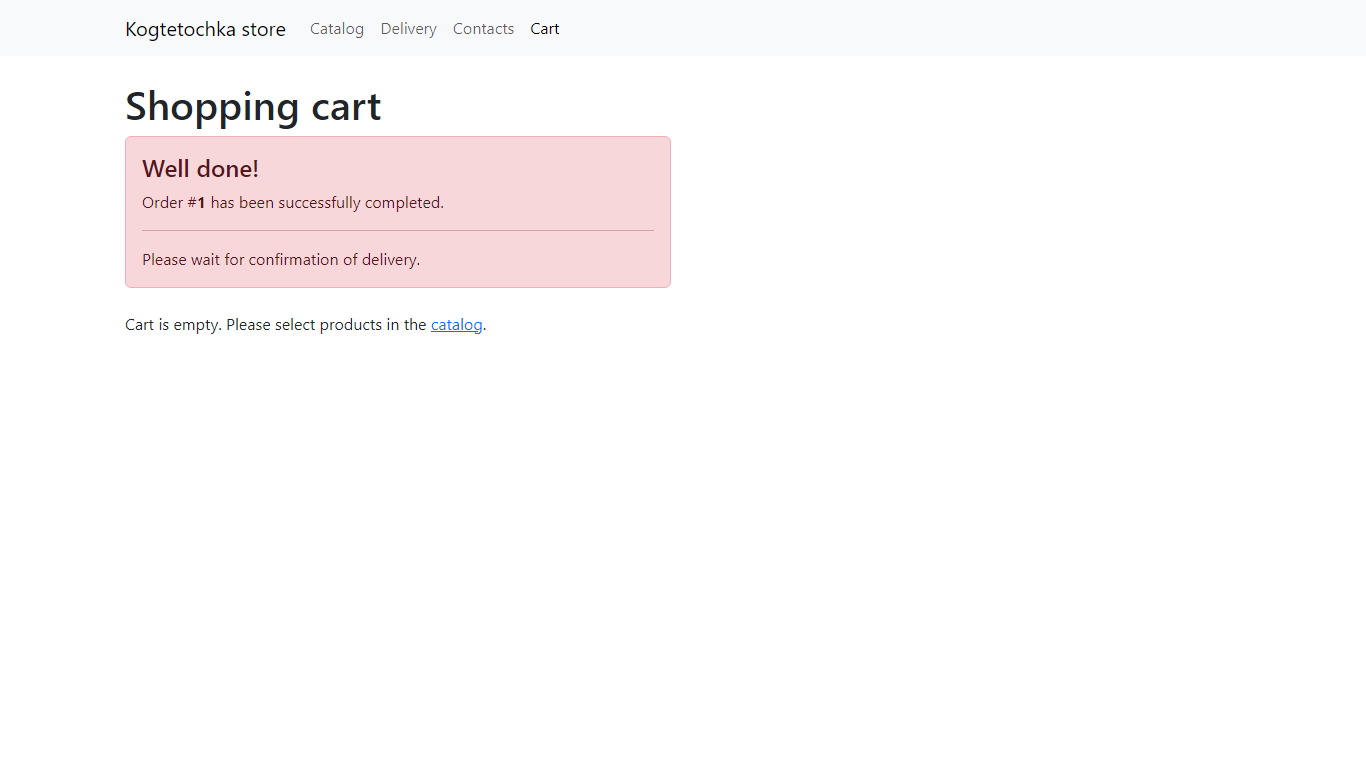 Kogtetochka store Catalog Delivery Contacts Cart
Shopping cart
Well done!
Order #1 has been successfully completed.
Please wait for confirmation of delivery.
Cart is empty. Please select products in the catalog.